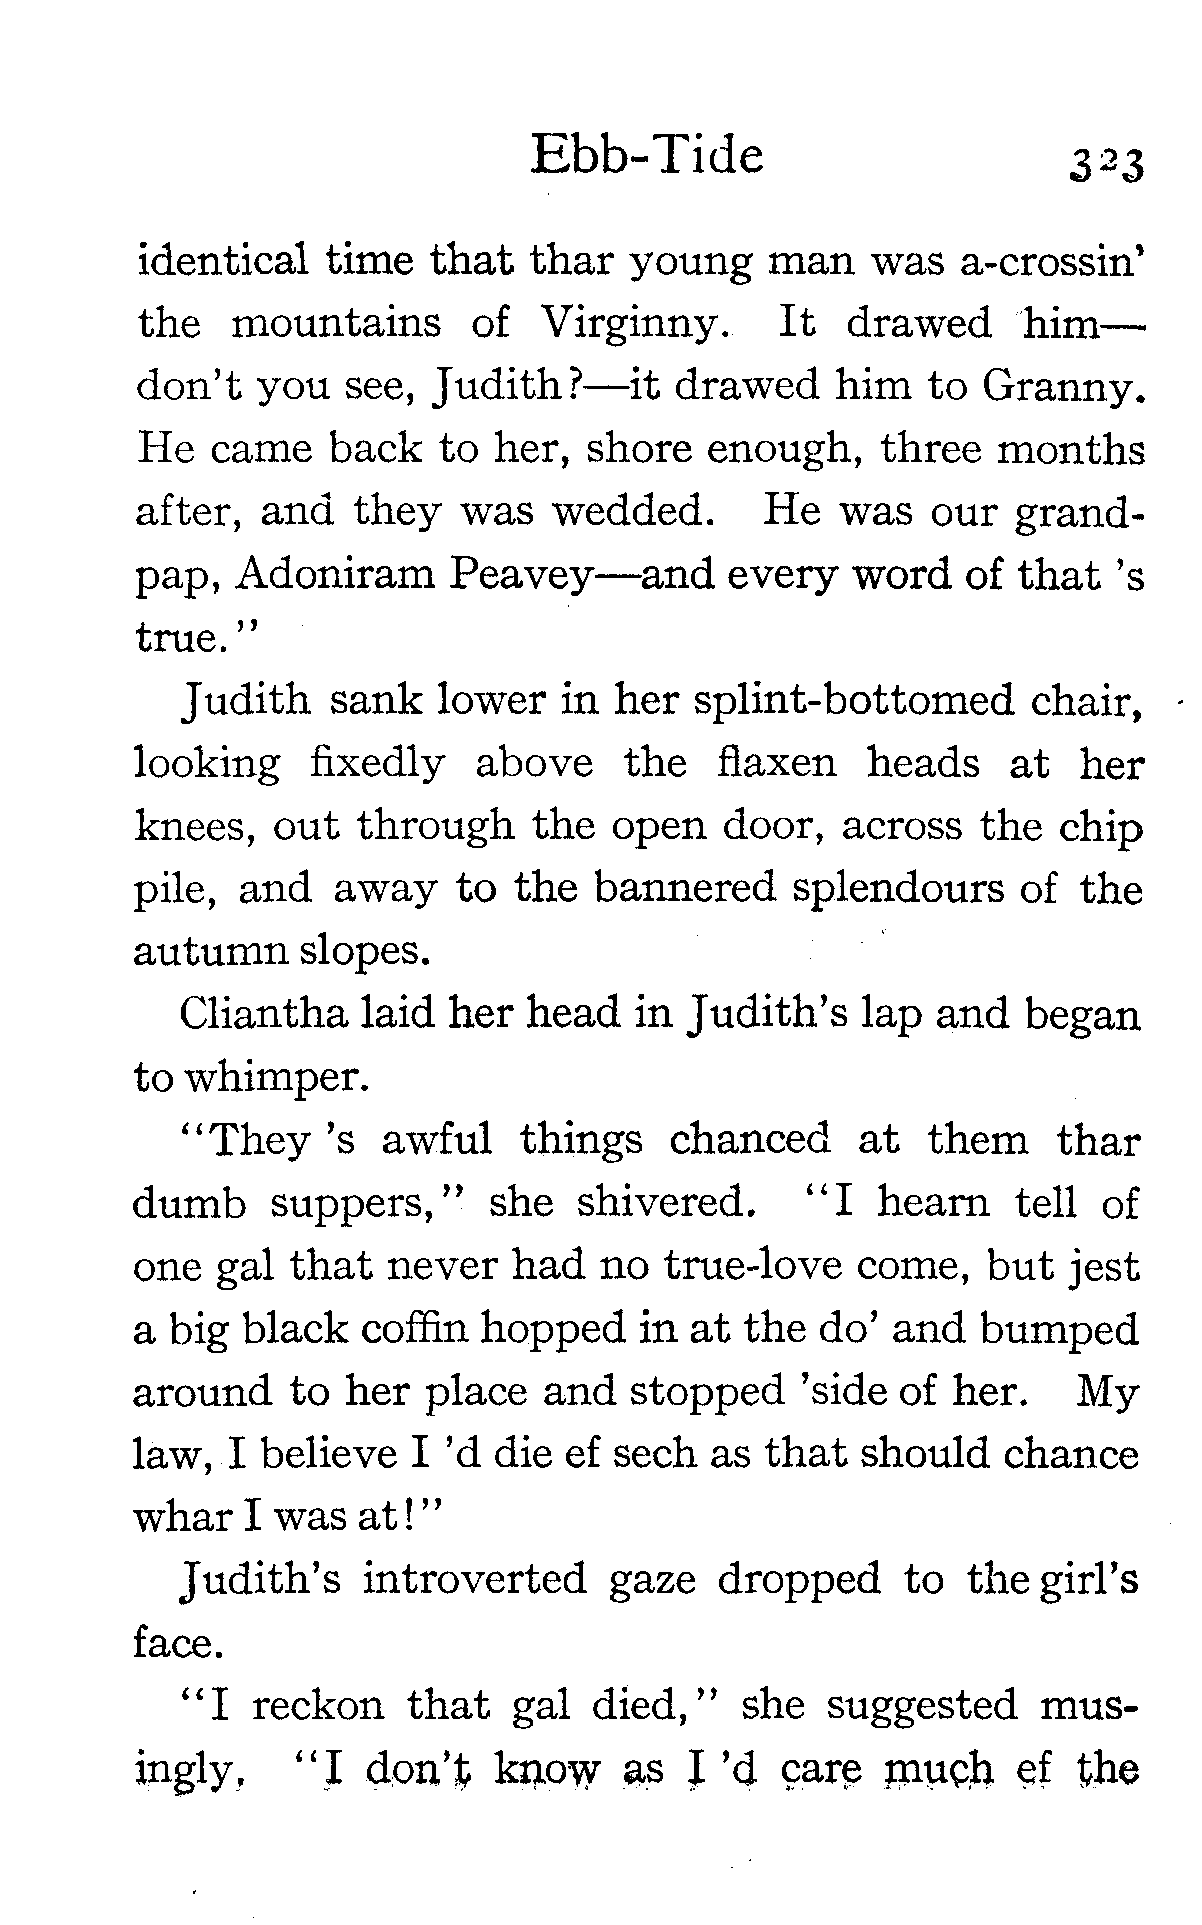 Ebb-Tide 323
identical time that thar young man was a-crossin'
the mountains of Virginny. It drawed him—
don't you see, Judith?—it drawed him to Granny.
He came back to her, shore enough, three months
after, and they was wedded. He was our grand-
pap, Adoniram Peavey—and every word of that 's
true."
Judith sank lower in her splint-bottomed chair,
looking fixedly above the flaxen heads at her
knees, out through the open door, across the chip
pile, and away to the bannered splendours of the
autumn slopes.
Cliantha laid her head in Judith's lap and began
to whimper.
"They 's awful things chanced at them thar
dumb suppers," she shivered. "I hearn tell of
one gal that never had no true-love come, but jest
a big black coffin hopped in at the do' and bumped
around to her place and stopped 'side of her. My
law, I believe I 'd die ef sech as that should chance
whar I was at!"
Judith's introverted gaze dropped to the girl's
face.
"I reckon that gal died," she suggested mus-
ingly. "I don't know as I 'd care much ef the